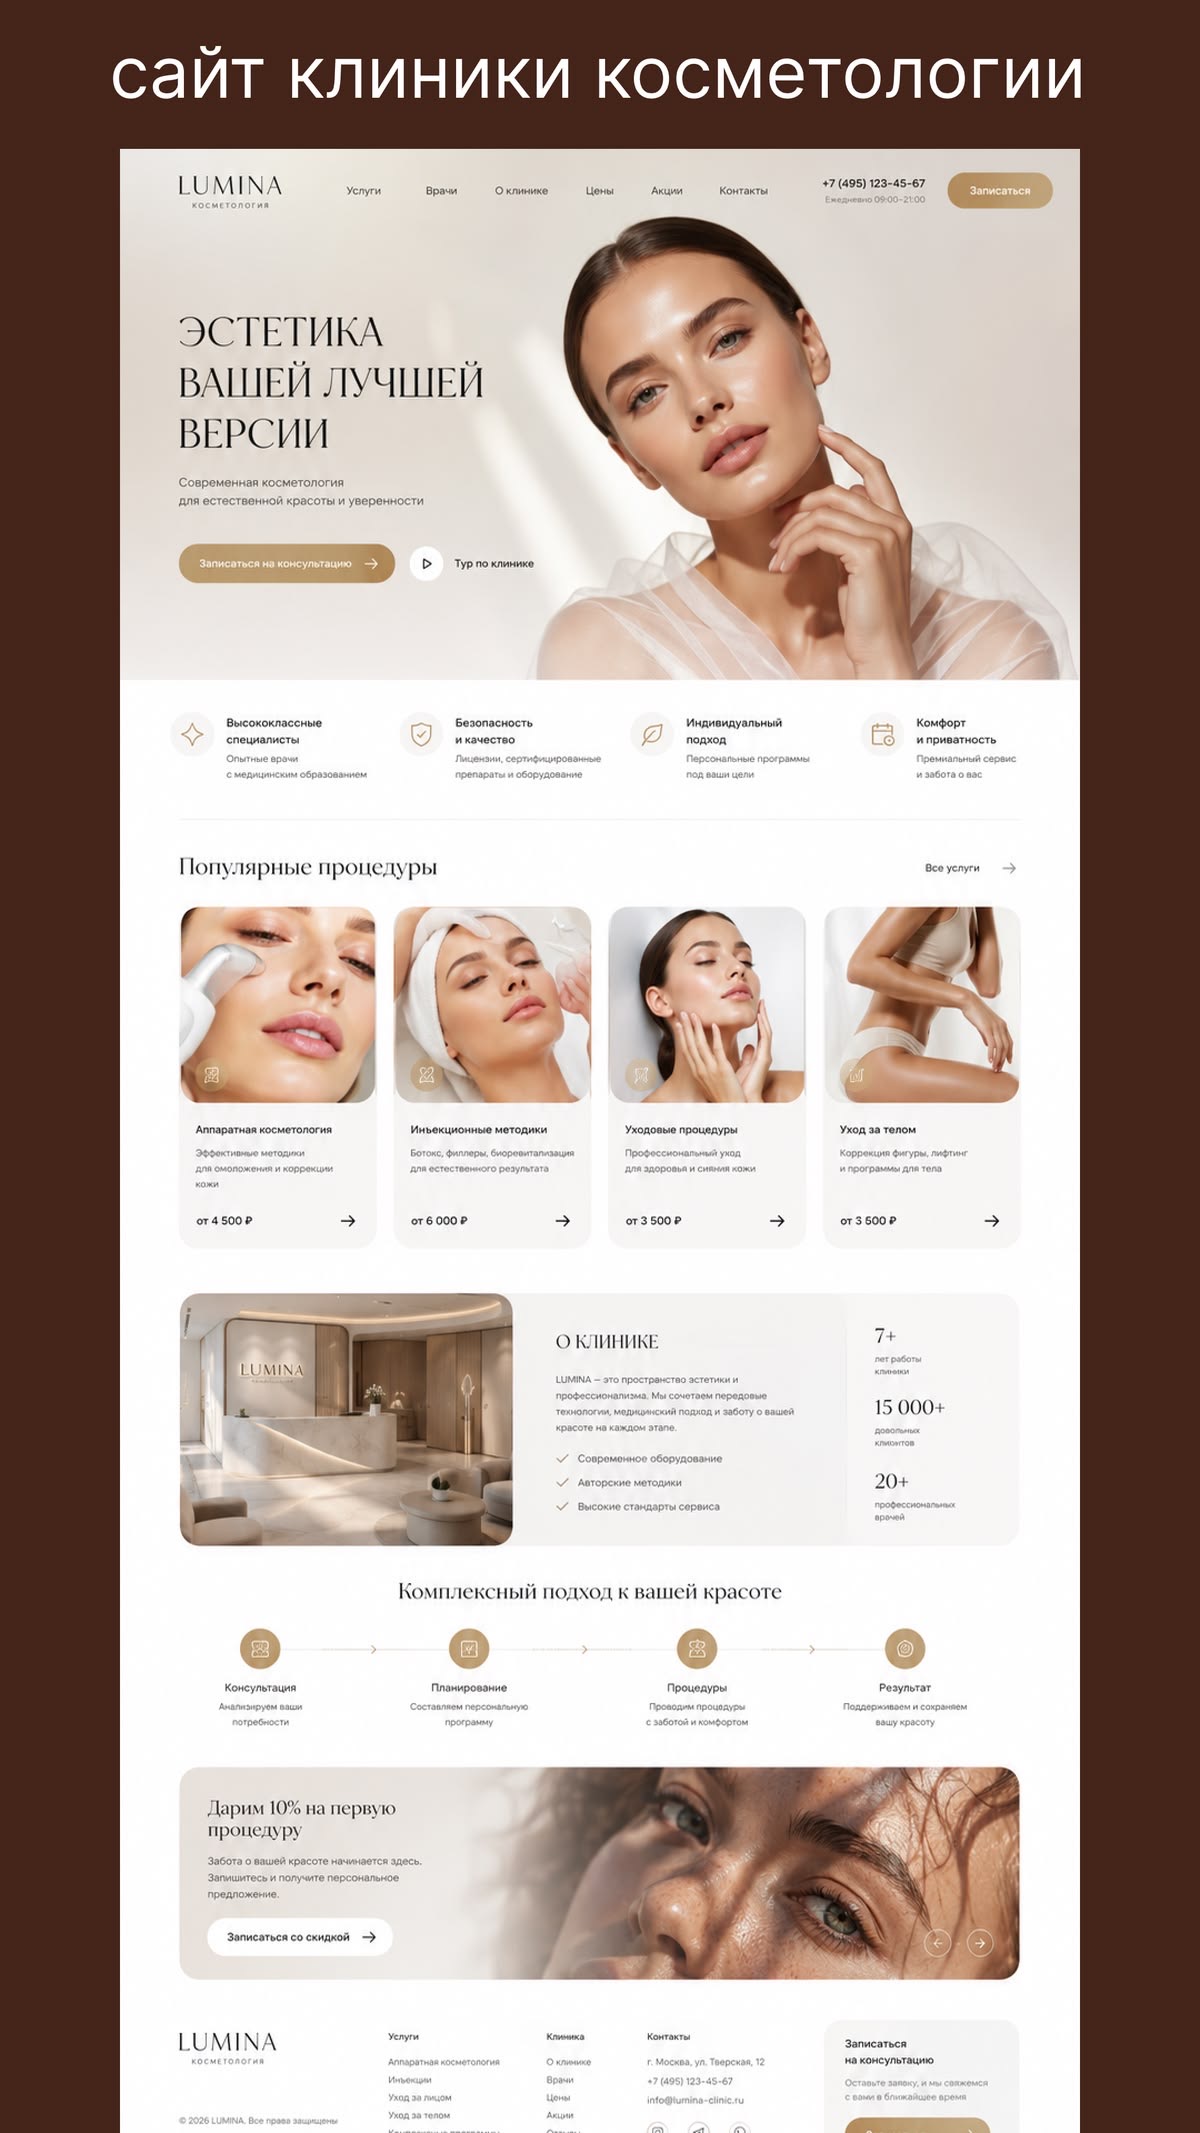 сайт клиники косметологии
LUMINA
КОСМЕТОЛОГИЯ
Услуги
Врачи
О клинике
Цены
Акции
Контакты
+7 (495) 123-45-67
Ежедневно 09:00-21:00
Записаться
ЭСТЕТИКА
ВАШЕЙ ЛУЧШЕЙ
ВЕРСИИ
Современная косметология
для естественной красоты и уверенности
Записаться на консультацию
Тур по клинике
Высококлассные
специалисты
Опытные врачи
с медицинским образованием
Безопасность
и качество
Лицензии, сертифицированные
препараты и оборудование
Индивидуальный
подход
Персональные программы
под ваши цели
Комфорт
и приватность
Премиальный сервис
и забота о вас
Популярные процедуры
Все услуги
Аппаратная косметология
Эффективные методики
для омоложения и коррекции
кожи
от 4 500 ₽
Инъекционные методики
Ботокс, филлеры, биоревитализация
для естественного результата
от 6 000 ₽
Уходовые процедуры
Профессиональный уход
для здоровья и сияния кожи
от 3 500 ₽
Уход за телом
Коррекция фигуры, лифтинг
и программы для тела
от 3 500 ₽
LUMINA
О КЛИНИКЕ
LUMINA — это пространство эстетики и
профессионализма. Мы сочетаем передовые
технологии, медицинский подход и заботу о вашей
красоте на каждом этапе.
Современное оборудование
Авторские методики
Высокие стандарты сервиса
7+
лет работы
клиники
15 000+
довольных
клиентов
20+
профессиональных
врачей
Комплексный подход к вашей красоте
Консультация
Анализируем ваши
потребности
Планирование
Составляем персональную
программу
Процедуры
Проводим процедуры
с заботой и комфортом
Результат
Поддерживаем и сохраняем
вашу красоту
Дарим 10% на первую
процедуру
Забота о вашей красоте начинается здесь.
Запишитесь и получите персональное
предложение.
Записаться со скидкой
LUMINA
КОСМЕТОЛОГИЯ
© 2026 LUMINA. Все права защищены
Услуги
Аппаратная косметология
Инъекции
Уход за лицом
Уход за телом
Клиника
О клинике
Врачи
Цены
Акции
Контакты
г. Москва, ул. Тверская, 12
+7 (495) 123-45-67
info@lumina-clinic.ru
Записаться
на консультацию
Оставьте заявку, и мы свяжемся
с вами в ближайшее время